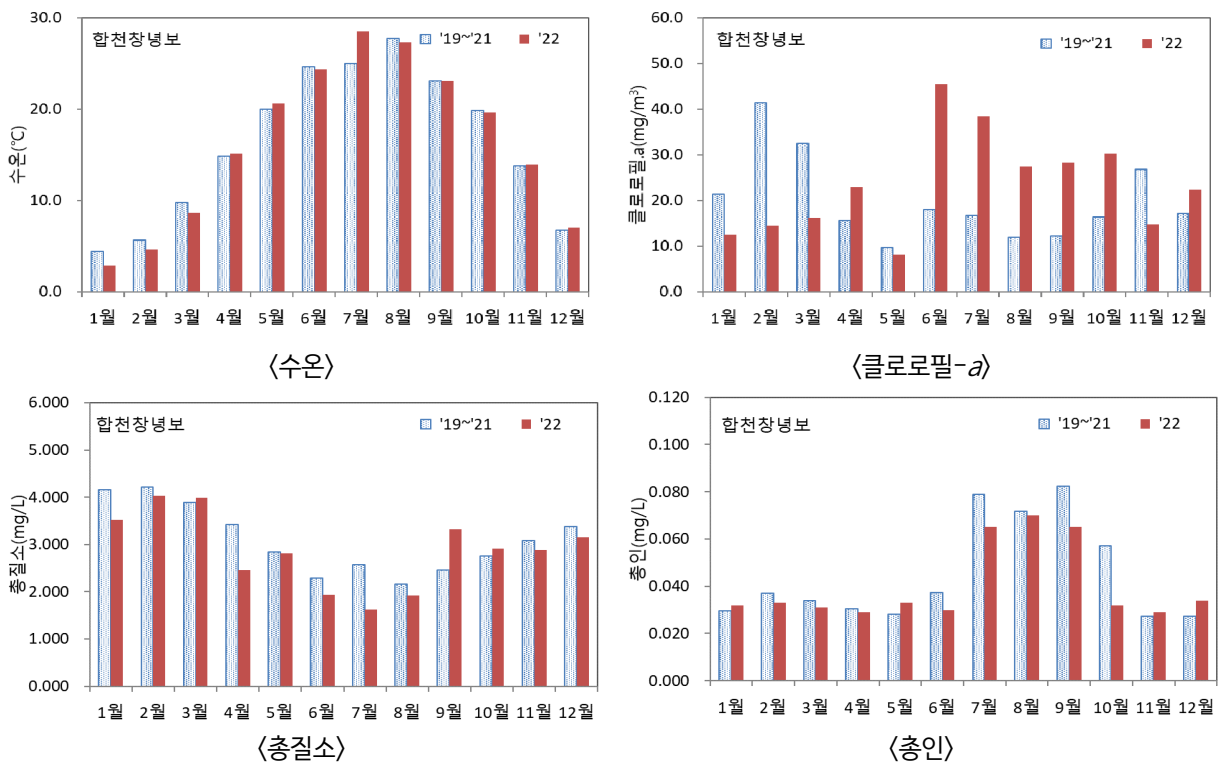 합천창녕보
'19~'21 '22
수온(℃)
30.0
20.0
10.0
0.0
1월 2월 3월 4월 5월 6월 7월 8월 9월 10월 11월 12월
〈수온〉
합천창녕보
'19~'21 '22
클로로필.a(mg/m³)
60.0
50.0
40.0
30.0
20.0
10.0
0.0
1월 2월 3월 4월 5월 6월 7월 8월 9월 10월 11월 12월
〈클로로필-a〉
합천창녕보
'19~'21 '22
총질소(mg/L)
6.000
5.000
4.000
3.000
2.000
1.000
0.000
1월 2월 3월 4월 5월 6월 7월 8월 9월 10월 11월 12월
〈총질소〉
합천창녕보
'19~'21 '22
총인(mg/L)
0.120
0.100
0.080
0.060
0.040
0.020
0.000
1월 2월 3월 4월 5월 6월 7월 8월 9월 10월 11월 12월
〈총인〉